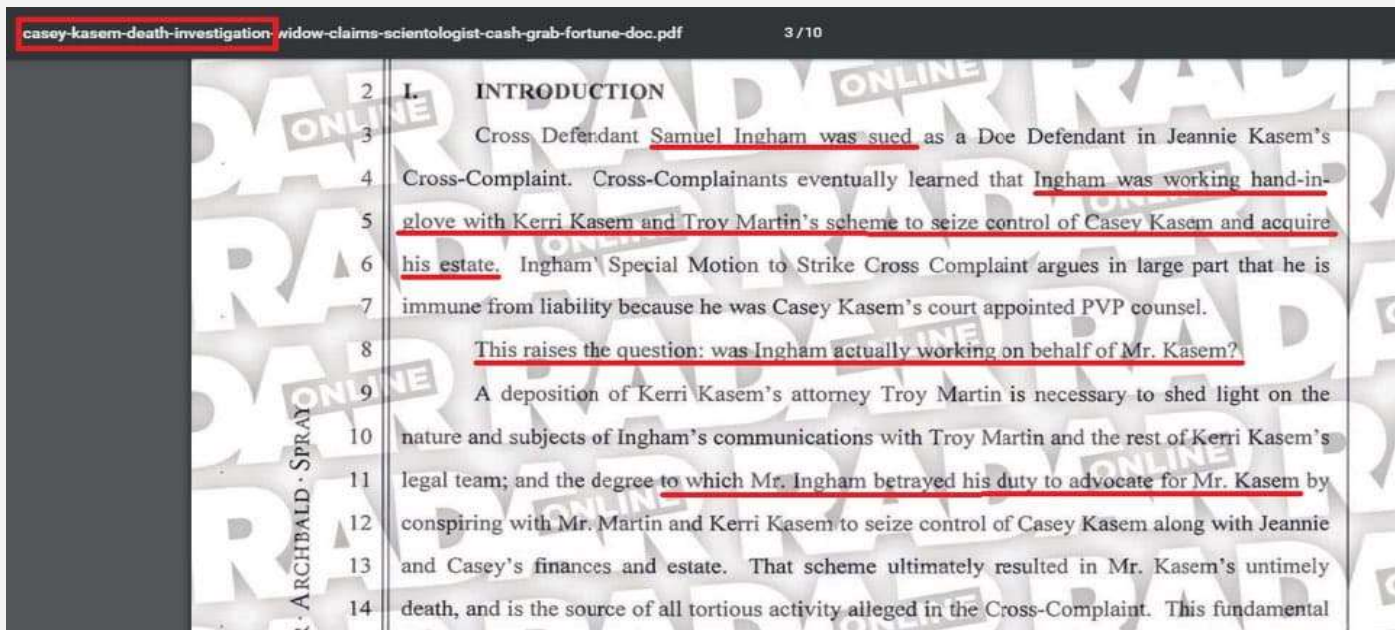 casey-kasem-death-investigation-widow-claims-scientologist-cash-grab-fortune-doc.pdf 3 / 10
2 I. INTRODUCTION
3 Cross Defendant Samuel Ingham was sued as a Doe Defendant in Jeannie Kasem's
4 Cross-Complaint. Cross-Complainants eventually learned that Ingham was working hand-in-
5 glove with Kerri Kasem and Troy Martin's scheme to seize control of Casey Kasem and acquire
6 his estate. Ingham' Special Motion to Strike Cross Complaint argues in large part that he is
7 immune from liability because he was Casey Kasem's court appointed PVP counsel.
8 This raises the question: was Ingham actually working on behalf of Mr. Kasem?
9 A deposition of Kerri Kasem's attorney Troy Martin is necessary to shed light on the
10 nature and subjects of Ingham's communications with Troy Martin and the rest of Kerri Kasem's
11 legal team; and the degree to which Mr. Ingham betrayed his duty to advocate for Mr. Kasem by
12 conspiring with Mr. Martin and Kerri Kasem to seize control of Casey Kasem along with Jeannie
13 and Casey's finances and estate. That scheme ultimately resulted in Mr. Kasem's untimely
14 death, and is the source of all tortious activity alleged in the Cross-Complaint. This fundamental
· ARCHBALD · SPRAY
RADAR ONLINE